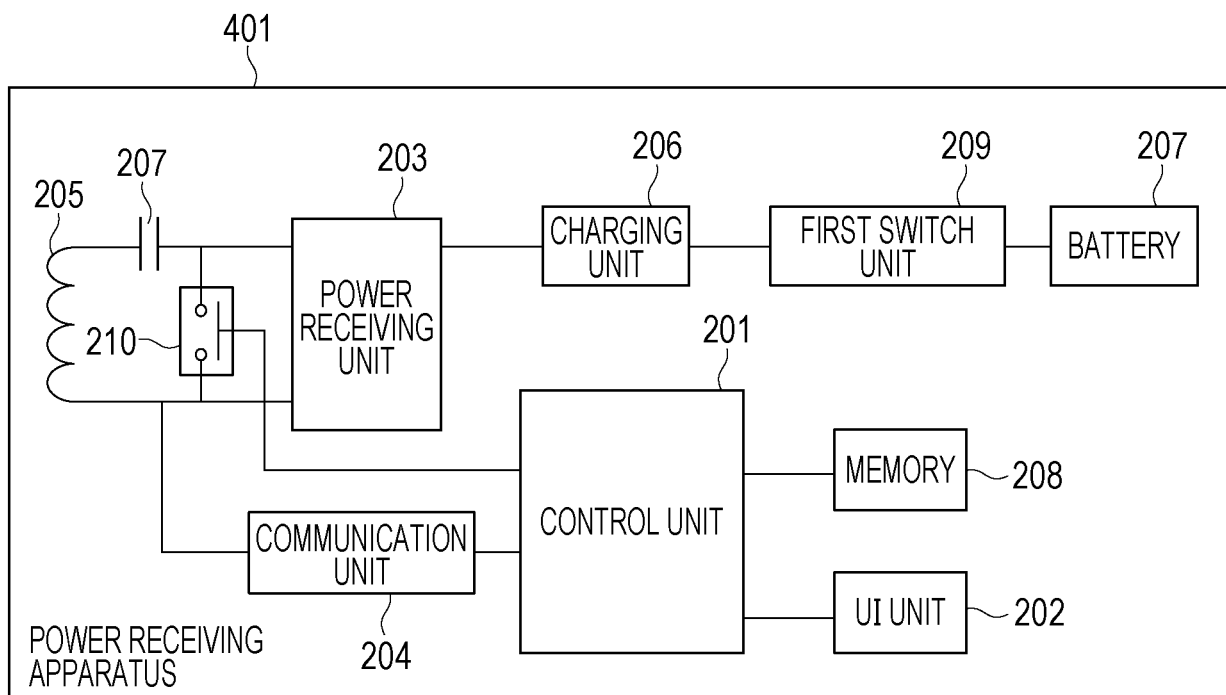 401
207
205
203
206
209
207
CHARGING
UNIT
FIRST SWITCH
UNIT
BATTERY
POWER
RECEIVING
UNIT
210
201
MEMORY
208
CONTROL UNIT
COMMUNICATION
UNIT
204
UI UNIT
202
POWER RECEIVING
APPARATUS